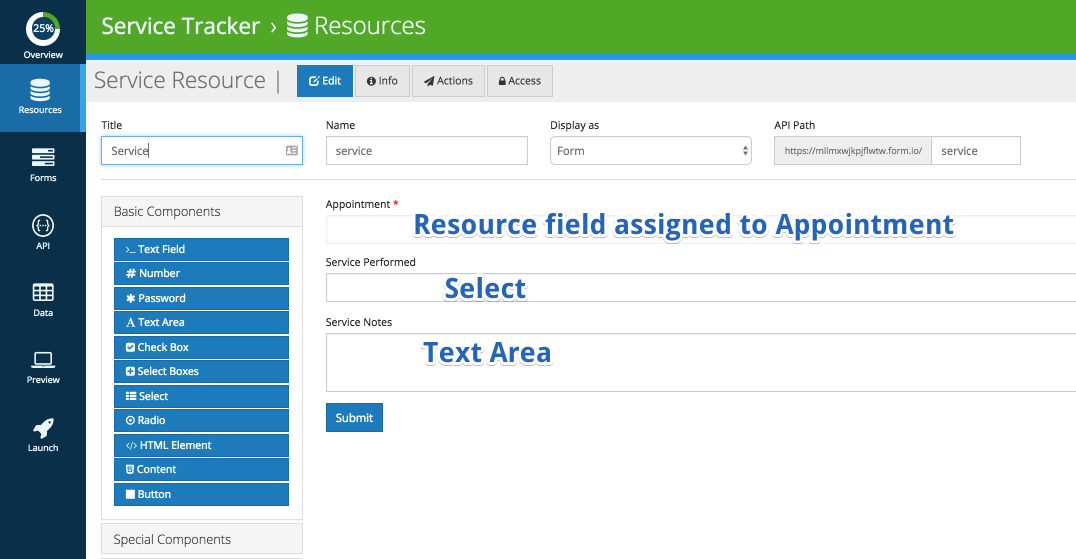 25%
Overview
Resources
Forms
API
Data
Preview
Launch
Service Tracker › Resources
Service Resource | Edit Info Actions Access
Title Name Display as API Path
Service service Form https://mllmxwjkpjflwtw.form.io/ service
Basic Components
>_ Text Field
# Number
✱ Password
A Text Area
Check Box
Select Boxes
Select
Radio
</> HTML Element
Content
Button
Special Components
Appointment *
Resource field assigned to Appointment
Service Performed
Select
Service Notes
Text Area
Submit